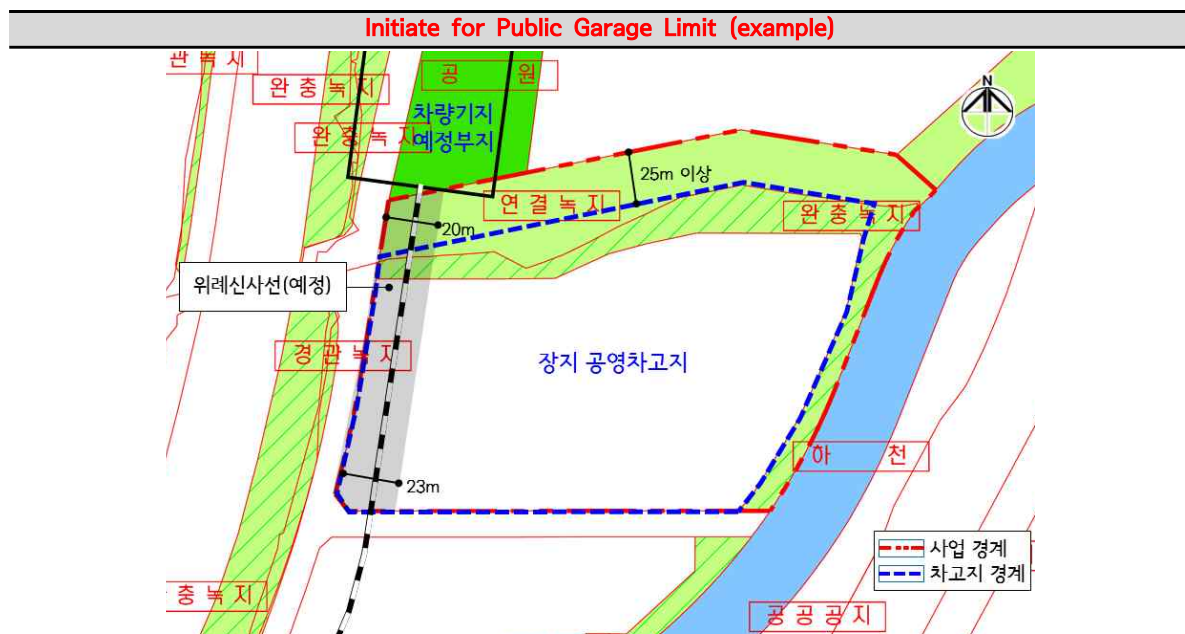 Initiate for Public Garage Limit (example)
관 녹 지
완 충 녹 지
공 원
차량기지
예정부지
완 충 녹 지
N
25m 이상
연 결 녹 지
완 충 녹 지
20m
위례신사선(예정)
경 관 녹 지
장지 공영차고지
하 천
23m
사업 경계
차고지 경계
충 녹 지
공 공 공 지